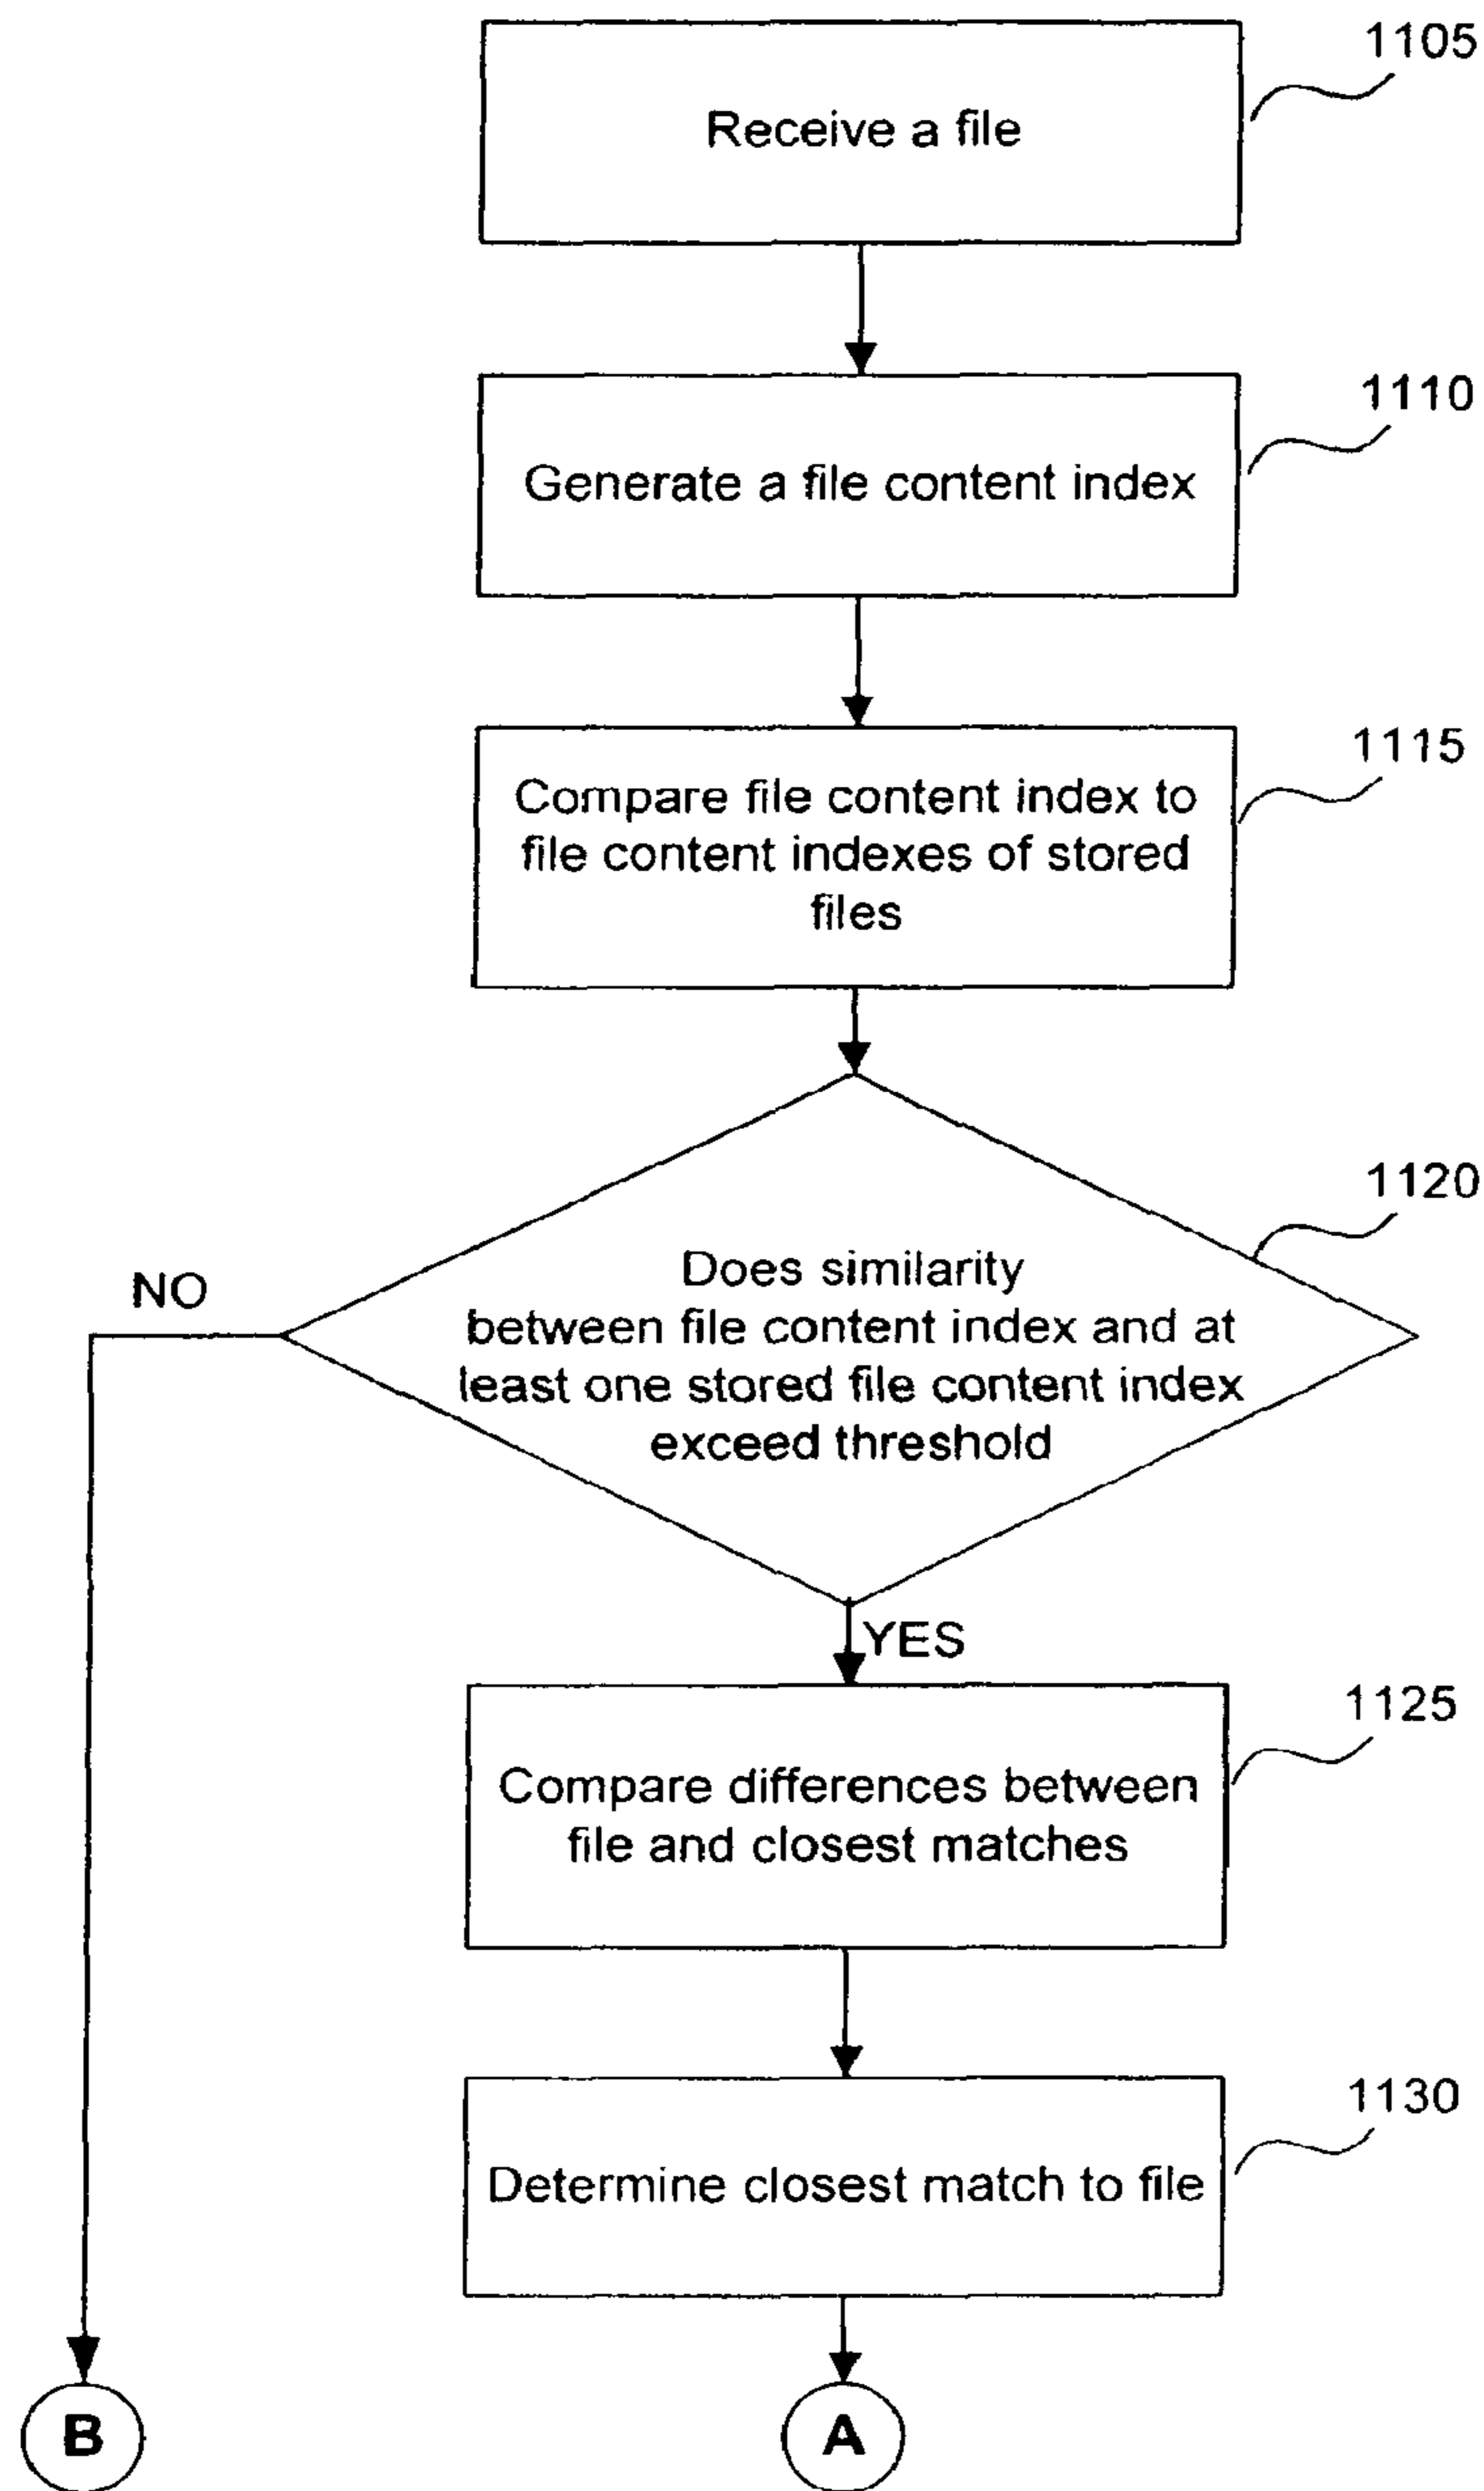 1105
Receive a file
1110
Generate a file content index
1115
Compare file content index to
file content indexes of stored
files
1120
Does similarity
between file content index and at
least one stored file content index
exceed threshold
NO
YES
1125
Compare differences between
file and closest matches
1130
Determine closest match to file
B
A